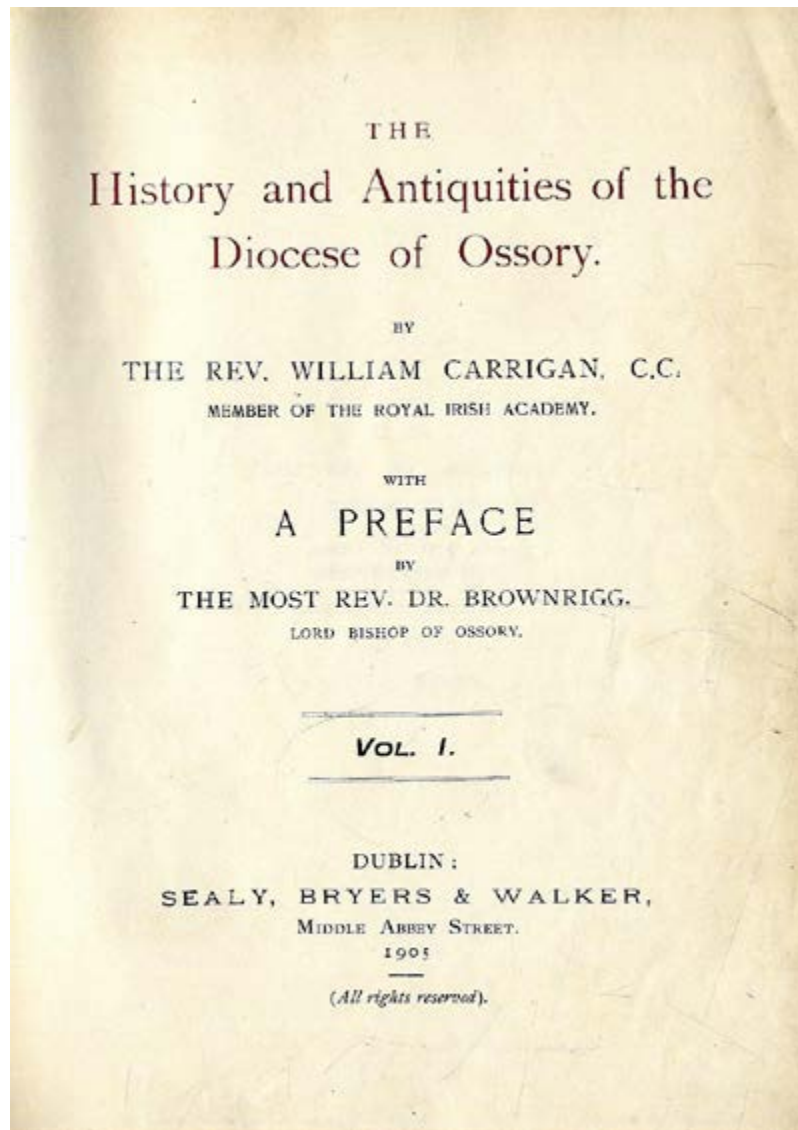 THE
History and Antiquities of the
Diocese of Ossory.
BY
THE REV. WILLIAM CARRIGAN, C.C.
MEMBER OF THE ROYAL IRISH ACADEMY.
WITH
A PREFACE
BY
THE MOST REV. DR. BROWNRIGG,
LORD BISHOP OF OSSORY.
VOL. I.
DUBLIN:
SEALY, BRYERS & WALKER,
MIDDLE ABBEY STREET.
1905
(All rights reserved).